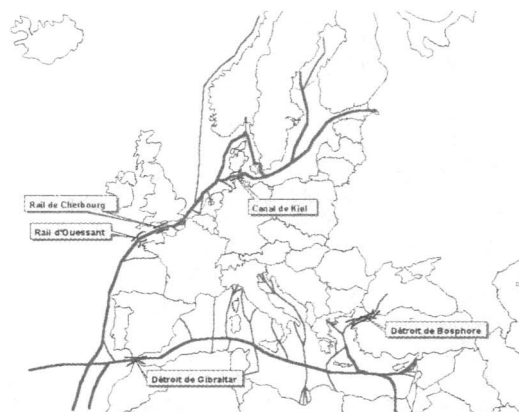 Rail de Cherbourg
Canal de Kiel
Rail d'Ouessant
Détroit de Bosphore
Détroit de Gibraltar